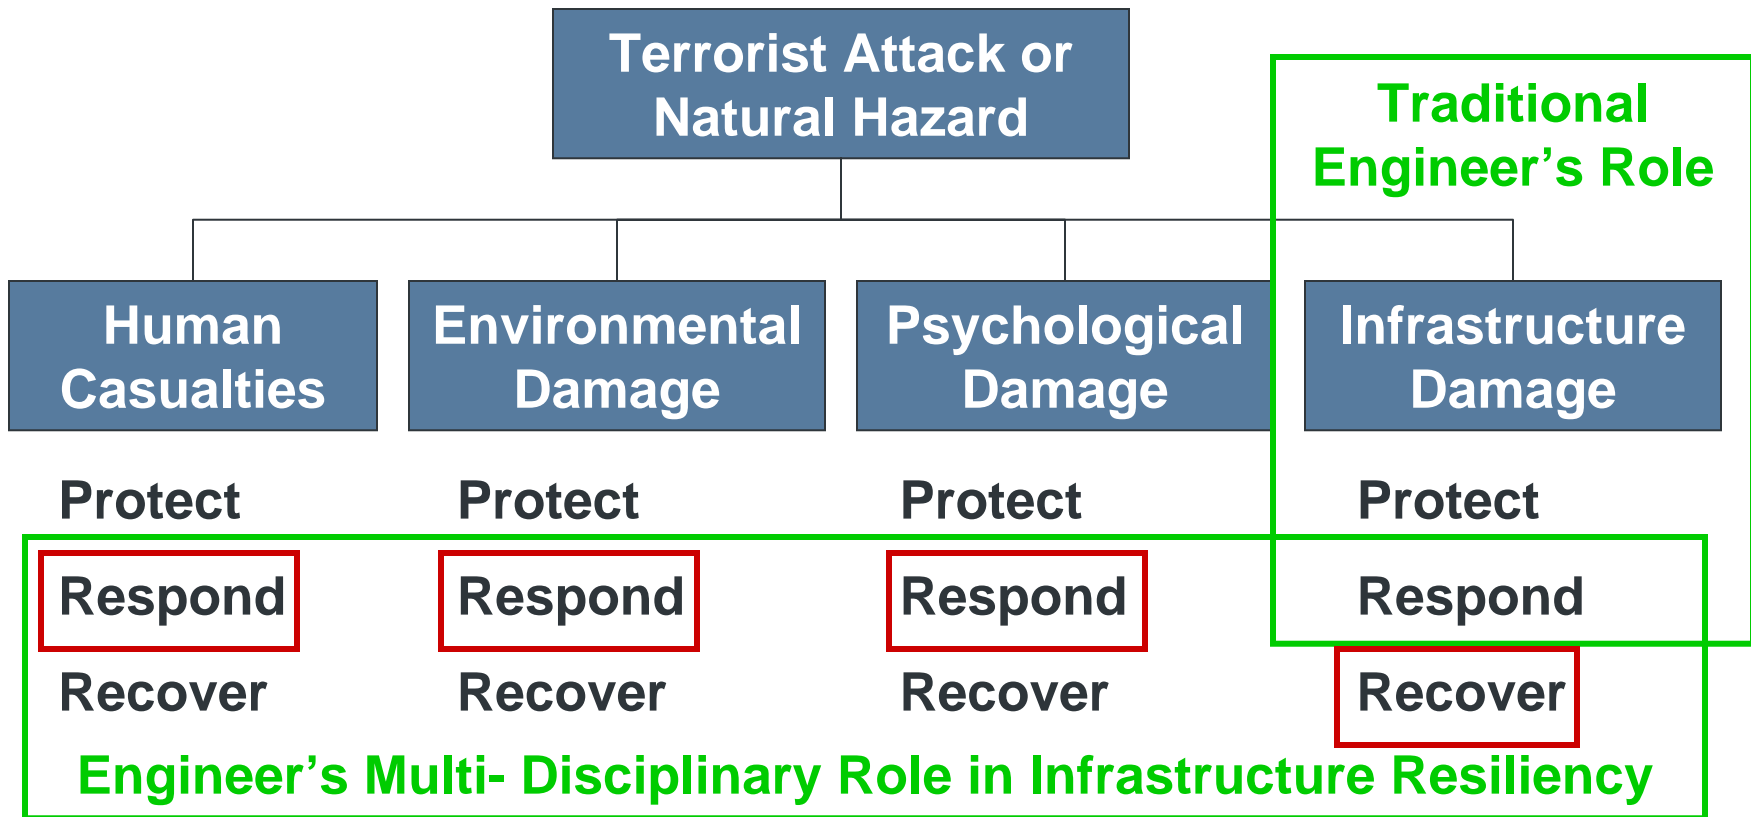 Terrorist Attack or
Natural Hazard
Traditional
Engineer’s Role
Human
Casualties
Environmental
Damage
Psychological
Damage
Infrastructure
Damage
Protect Protect Protect Protect
Respond Respond Respond Respond
Recover Recover Recover Recover
Engineer’s Multi- Disciplinary Role in Infrastructure Resiliency